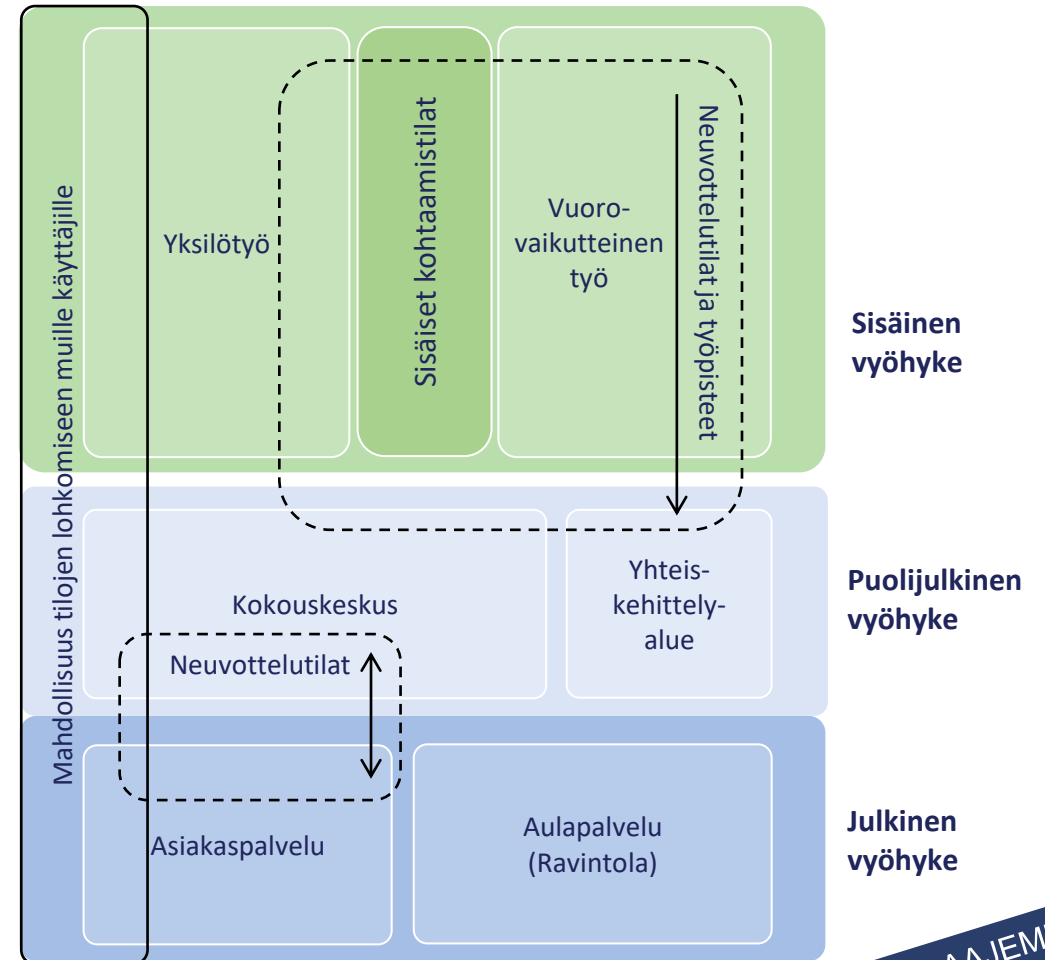 Mahdollisuus tilojen lohkomiseen muille käyttäjille
Yksilötyö
Sisäiset kohtaamistilat
Vuoro-
vaikutteinen
työ
Neuvottelutilat ja työpisteet
Sisäinen
vyöhyke
Kokouskeskus
Neuvottelutilat
Yhteis-
kehittely-
alue
Puolijulkinen
vyöhyke
Asiakaspalvelu
Aulapalvelu
(Ravintola)
Julkinen
vyöhyke